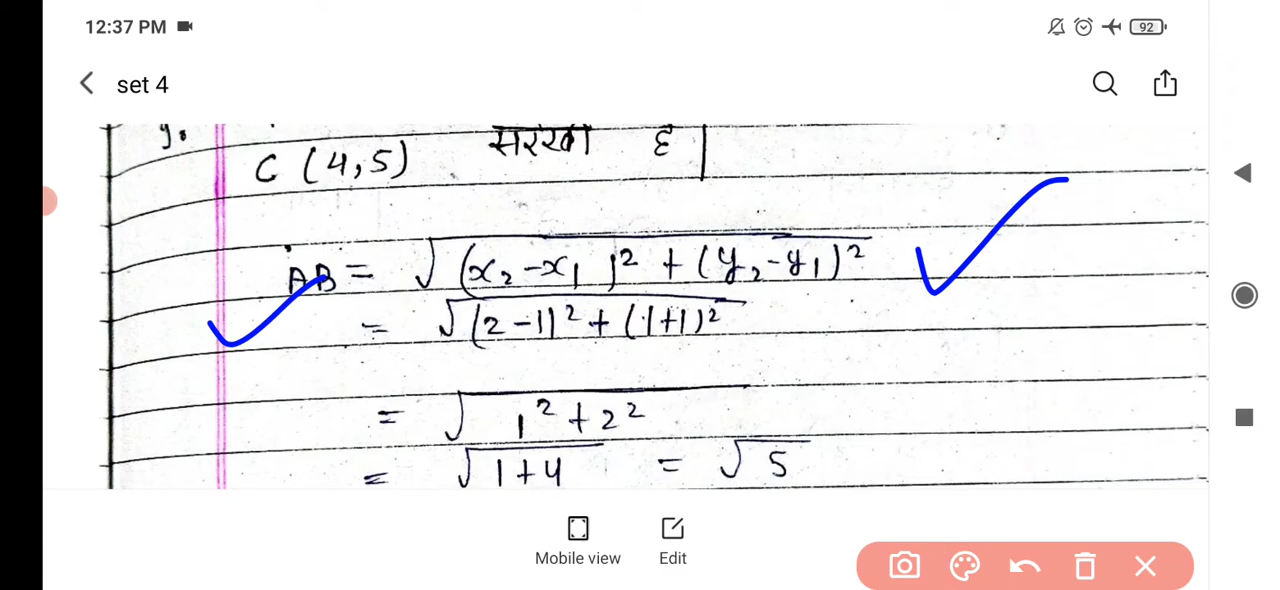 12:37 PM
92
set 4
y.
C (4,5) है |
AB = √(x₂-x₁)² + (y₂-y₁)²
= √(2-1)² + (1+1)²
= √1² + 2²
= √1+4 = √5
Mobile view Edit